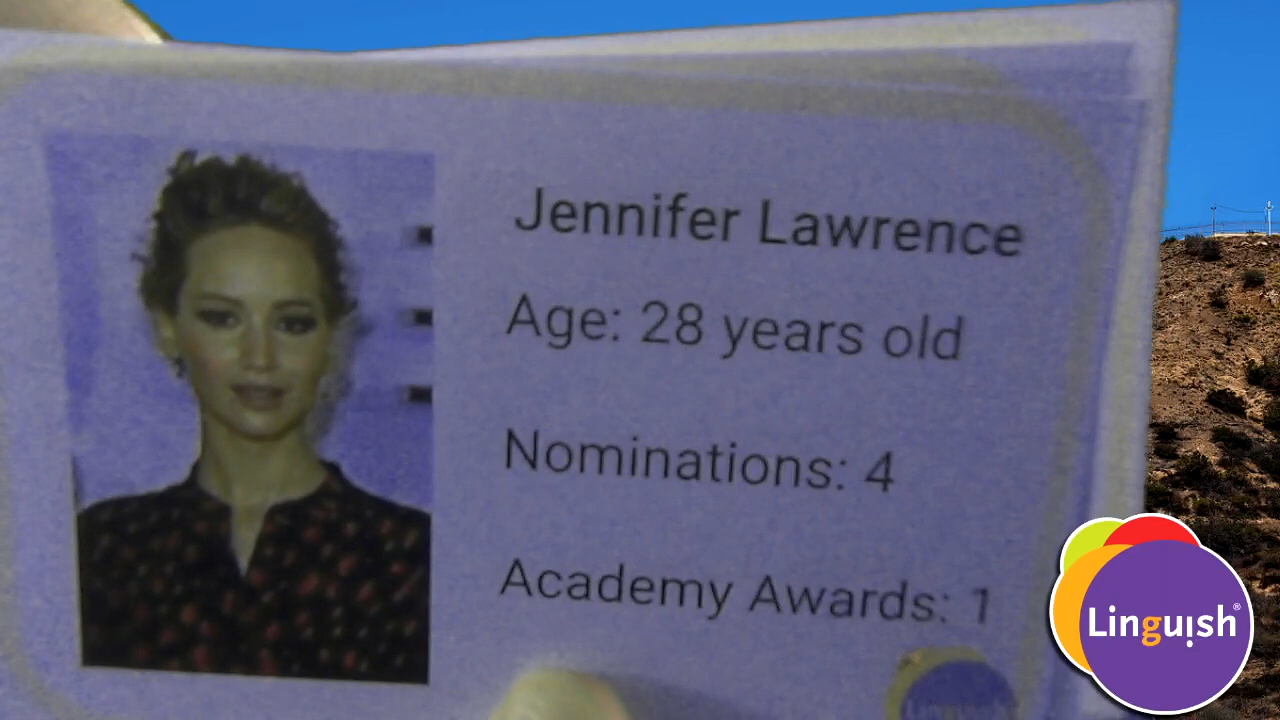 Jennifer Lawrence
Age: 28 years old
Nominations: 4
Academy Awards: 1
Linguish®